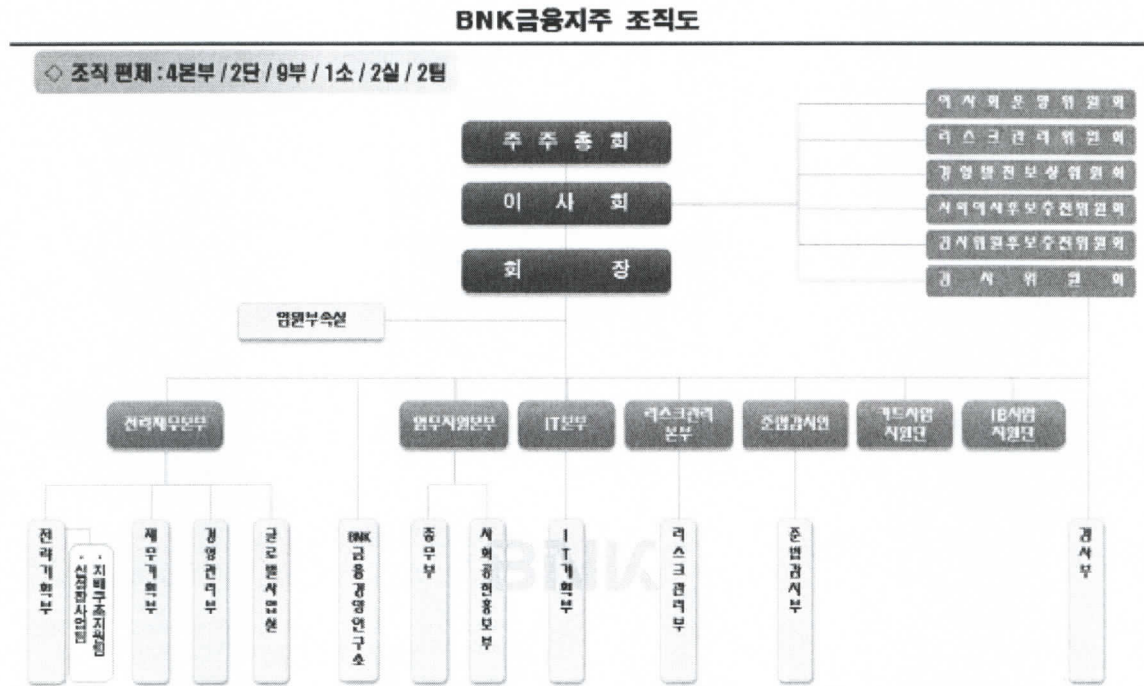 BNK금융지주 조직도
◇ 조직 편제 : 4본부 / 2단 / 9부 / 1소 / 2실 / 2팀
주주총회
이사회
회장
이사회운영위원회
리스크관리위원회
경영발전보상위원회
사외이사후보추천위원회
감사위원후보추천위원회
감사위원회
임원부속실
전략재무본부
업무지원본부
IT본부
리스크관리
본부
준법감시인
카드사업
지원단
IB사업
지원단
전략기획부
· 지배구조지원팀
· 신성장사업팀
재무기획부
경영관리부
글로벌사업실
BNK금융경영연구소
총무부
사회공헌홍보부
IT기획부
리스크관리부
준법감시부
감사부